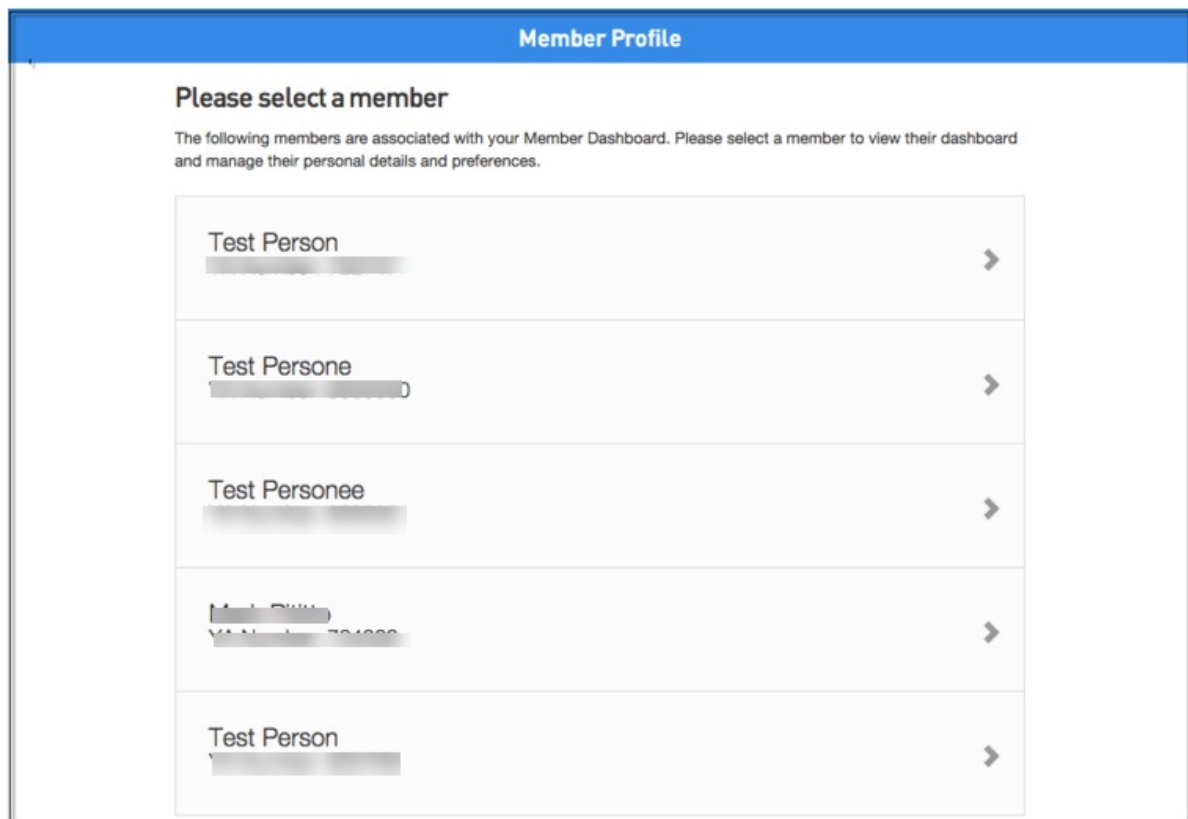 Member Profile
Please select a member
The following members are associated with your Member Dashboard. Please select a member to view their dashboard
and manage their personal details and preferences.
Test Person
Test Persone
Test Personee
Test Person